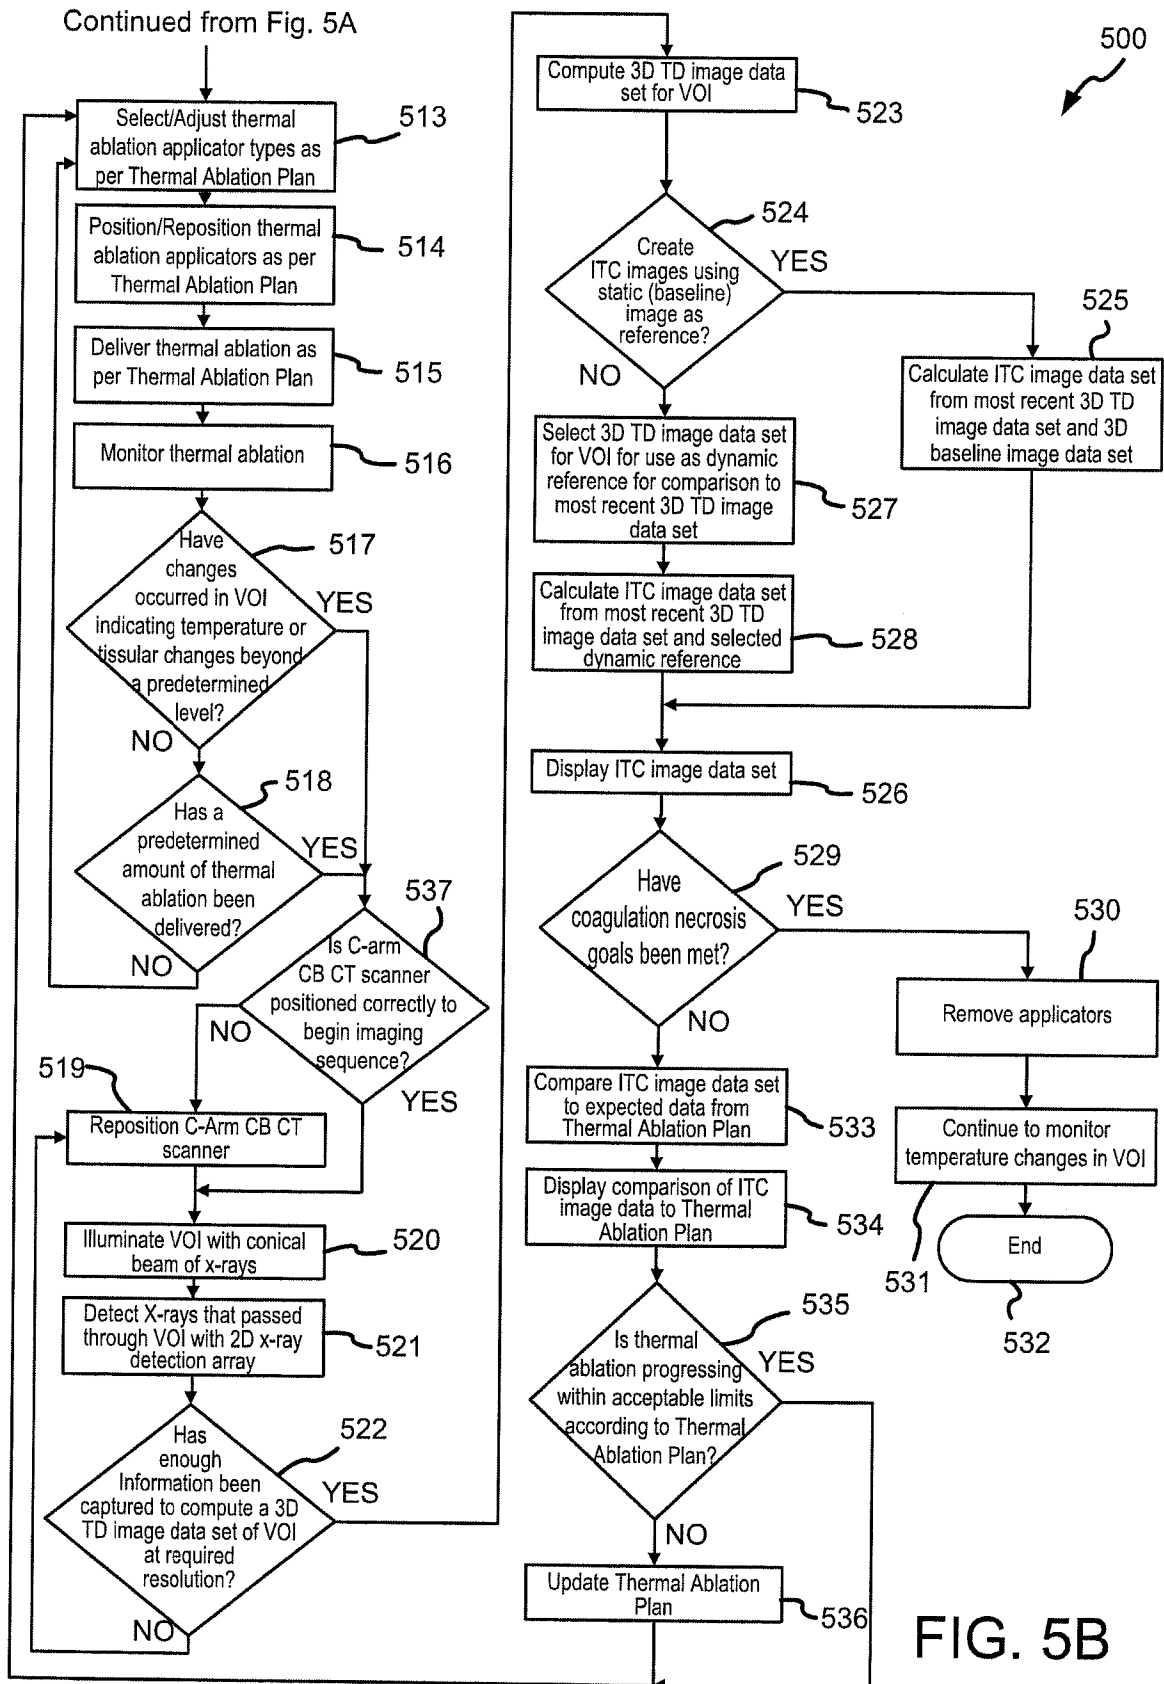 Continued from Fig. 5A
500
Select/Adjust thermal
ablation applicator types as
per Thermal Ablation Plan
513
Position/Reposition thermal
ablation applicators as per
Thermal Ablation Plan
514
Deliver thermal ablation as
per Thermal Ablation Plan
515
Monitor thermal ablation
516
Have
changes
occurred in VOI
indicating temperature or
tissular changes beyond
a predetermined
level?
517
YES
NO
Has a
predetermined
amount of thermal
ablation been
delivered?
518
YES
NO
Is C-arm
CB CT scanner
positioned correctly to
begin imaging
sequence?
537
NO
YES
519
Reposition C-Arm CB CT
scanner
Illuminate VOI with conical
beam of x-rays
520
Detect X-rays that passed
through VOI with 2D x-ray
detection array
521
Has
enough
Information been
captured to compute a 3D
TD image data set of VOI
at required
resolution?
522
YES
NO
Compute 3D TD image data
set for VOI
523
Create
ITC images using
static (baseline)
image as
reference?
524
YES
NO
525
Calculate ITC image data set
from most recent 3D TD
image data set and 3D
baseline image data set
Select 3D TD image data set
for VOI for use as dynamic
reference for comparison to
most recent 3D TD image
data set
527
Calculate ITC image data set
from most recent 3D TD
image data set and selected
dynamic reference
528
Display ITC image data set
526
Have
coagulation necrosis
goals been met?
529
YES
NO
530
Remove applicators
Continue to monitor
temperature changes in VOI
531
End
532
Compare ITC image data set
to expected data from
Thermal Ablation Plan
533
Display comparison of ITC
image data to Thermal
Ablation Plan
534
Is thermal
ablation progressing
within acceptable limits
according to Thermal
Ablation Plan?
535
YES
NO
Update Thermal Ablation
Plan
536
FIG. 5B